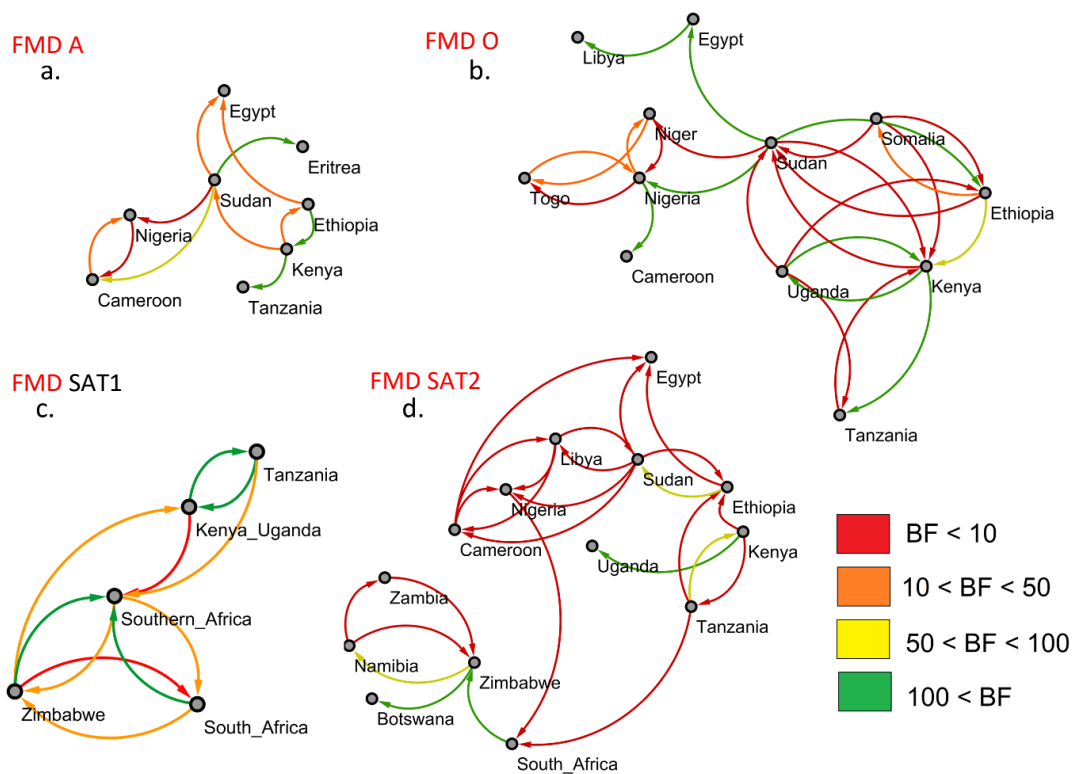 FMD A
a.
Egypt
Eritrea
Sudan
Ethiopia
Nigeria
Kenya
Cameroon
Tanzania
FMD O
b.
Egypt
Libya
Niger
Somalia
Sudan
Togo
Nigeria
Ethiopia
Cameroon
Uganda
Kenya
Tanzania
FMD SAT1
c.
Tanzania
Kenya_Uganda
Southern_Africa
Zimbabwe
South_Africa
FMD SAT2
d.
Egypt
Libya
Sudan
Nigeria
Ethiopia
Cameroon
Kenya
Uganda
Zambia
Tanzania
Namibia
Zimbabwe
Botswana
South_Africa
BF < 10
10 < BF < 50
50 < BF < 100
100 < BF